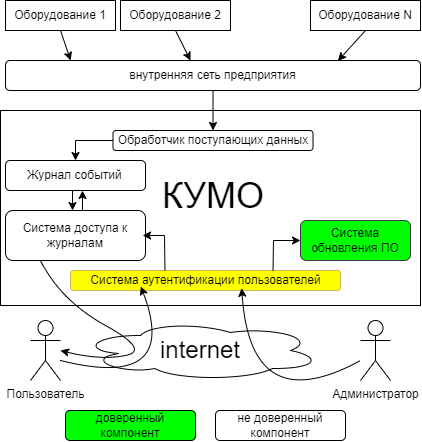 Оборудование 1
Оборудование 2
Оборудование N
внутренняя сеть предприятия
Обработчик поступающих данных
Журнал событий
КУМО
Система доступа к
журналам
Система
обновления ПО
Система аутентификации пользователей
internet
Пользователь
Администратор
доверенный
компонент
не доверенный
компонент